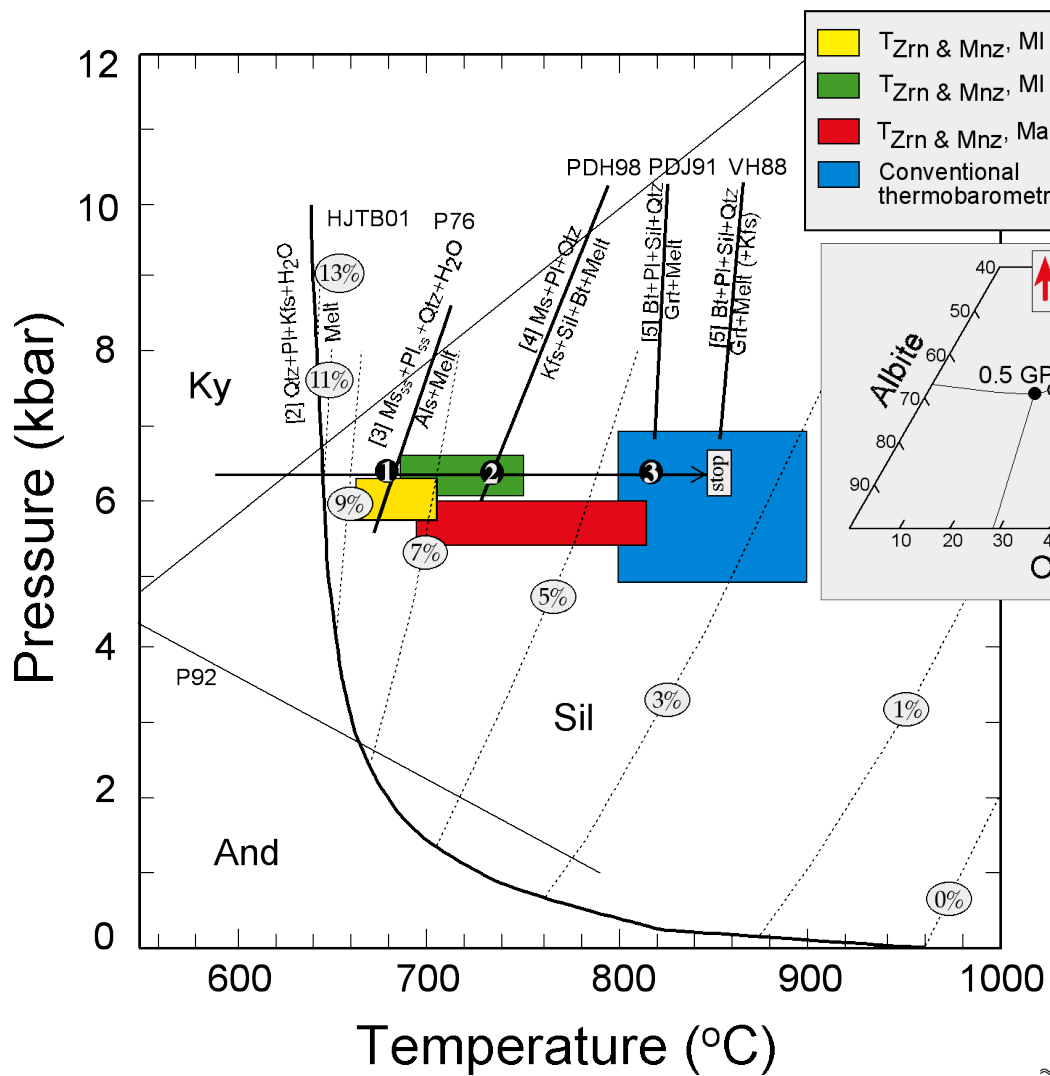 12
10
8
6
4
2
0
Pressure (kbar)
600
700
800
900
1000
Temperature (°C)
T Zrn & Mnz, MI
T Zrn & Mnz, MI
T Zrn & Mnz, Ma
Conventional
thermobarometr
HJTB01
P76
PDH98
PDJ91
VH88
[2] Qtz+Pl+Kfs+H2O
Melt
[3] Msss+Plss+Qtz+H2O
Als+Melt
[4] Ms+Pl+Qtz
Kfs+Sil+Bt+Melt
[5] Bt+Pl+Sil+Qtz
Grt+Melt
[5] Bt+Pl+Sil+Qtz
Grt+Melt (+Kfs)
13%
11%
9%
7%
5%
3%
1%
0%
Ky
Sil
And
P92
1
2
3
stop
Albite
40
50
60
70
80
90
0.5 GP
10
20
30
4
O